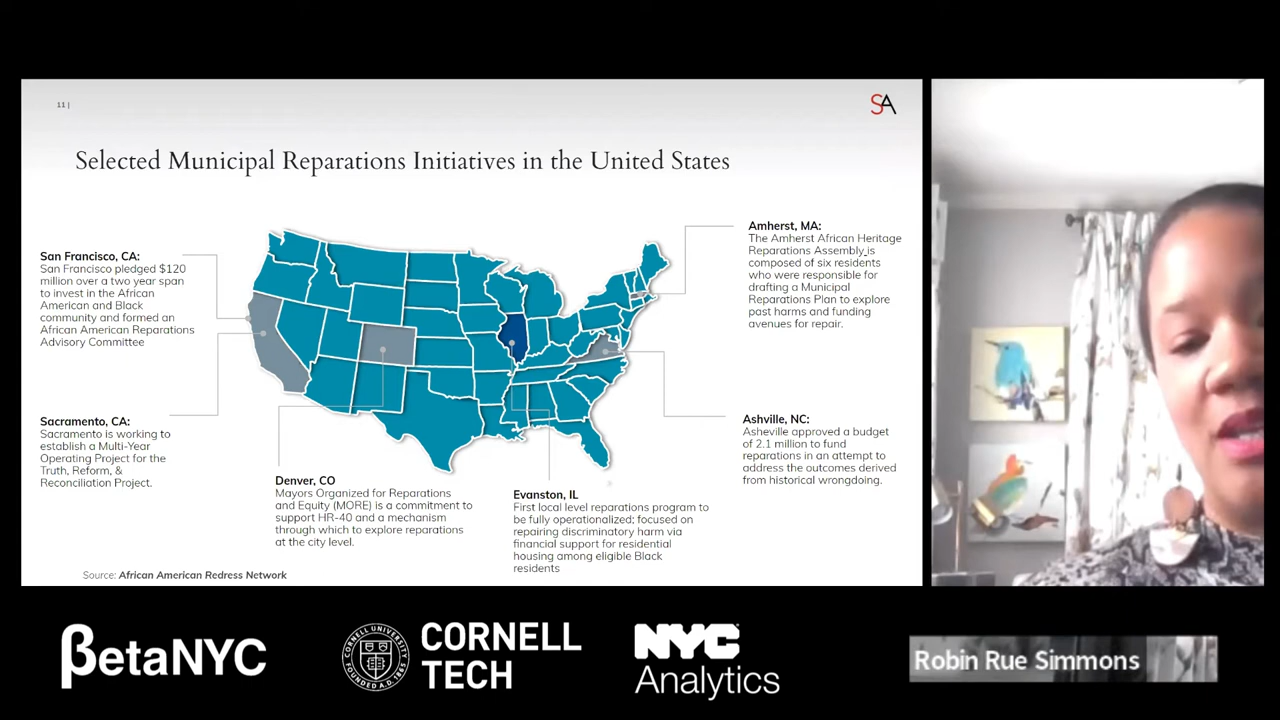 11 |
SA
Selected Municipal Reparations Initiatives in the United States
San Francisco, CA:
San Francisco pledged $120
million over a two year span
to invest in the African
American and Black
community and formed an
African American Reparations
Advisory Committee
Sacramento, CA:
Sacramento is working to
establish a Multi-Year
Operating Project for the
Truth, Reform, &
Reconciliation Project.
Denver, CO
Mayors Organized for Reparations
and Equity (MORE) is a commitment to
support HR-40 and a mechanism
through which to explore reparations
at the city level.
Evanston, IL
First local level reparations program to
be fully operationalized; focused on
repairing discriminatory harm via
financial support for residential
housing among eligible Black
residents
Amherst, MA:
The Amherst African Heritage
Reparations Assembly is
composed of six residents
who were responsible for
drafting a Municipal
Reparations Plan to explore
past harms and funding
avenues for repair.
Ashville, NC:
Asheville approved a budget
of 2.1 million to fund
reparations in an attempt to
address the outcomes derived
from historical wrongdoing.
Source: African American Redress Network
βetaNYC
CORNELL UNIVERSITY
FOUNDED A.D. 1865
CORNELL
TECH
NYC
Analytics
Robin Rue Simmons